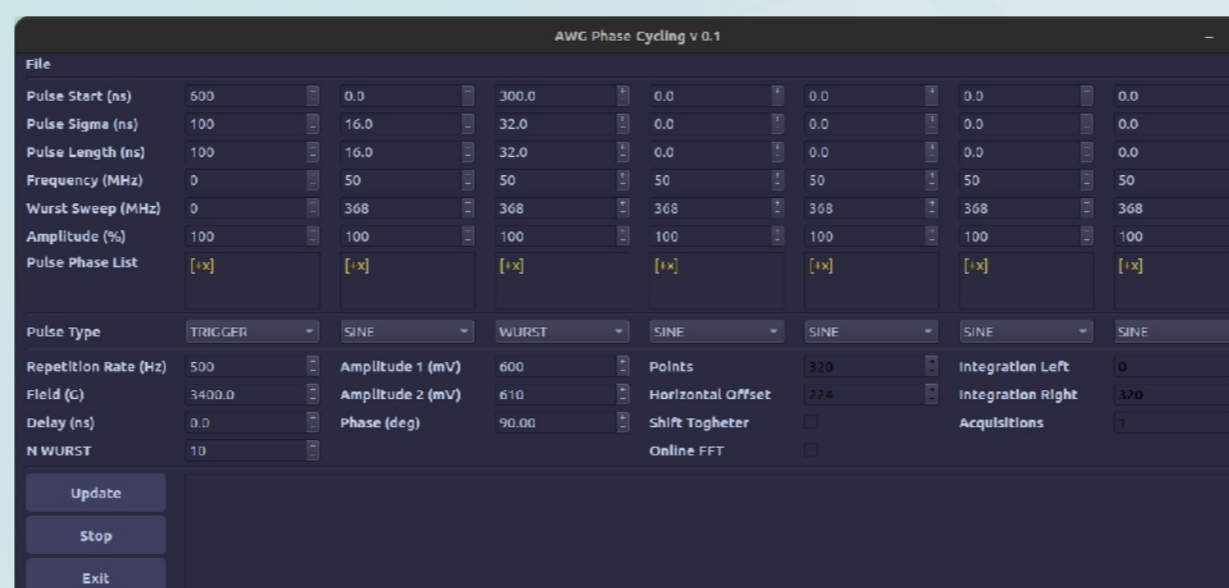 AWG Phase Cycling v 0.1
File
Pulse Start (ns) 600 0.0 300.0 0.0 0.0 0.0 0.0
Pulse Sigma (ns) 100 16.0 32.0 0.0 0.0 0.0 0.0
Pulse Length (ns) 100 16.0 32.0 0.0 0.0 0.0 0.0
Frequency (MHz) 0 50 50 50 50 50 50
Wurst Sweep (MHz) 0 368 368 368 368 368 368
Amplitude (%) 100 100 100 100 100 100 100
Pulse Phase List [+x] [+x] [+x] [+x] [+x] [+x] [+x]
Pulse Type TRIGGER SINE WURST SINE SINE SINE SINE
Repetition Rate (Hz) 500 Amplitude 1 (mV) 600 Points 320 Integration Left 0
Field (G) 3400.0 Amplitude 2 (mV) 610 Horizontal Offset 224 Integration Right 320
Delay (ns) 0.0 Phase (deg) 90.00 Shift Togheter Acquisitions 1
N WURST 10 Online FFT
Update
Stop
Exit